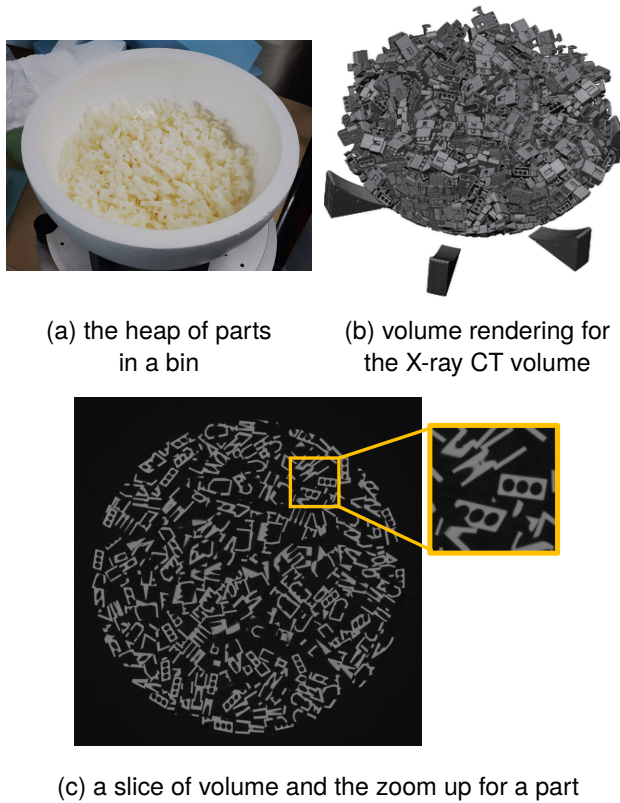 (a) the heap of parts
in a bin
(b) volume rendering for
the X-ray CT volume
(c) a slice of volume and the zoom up for a part